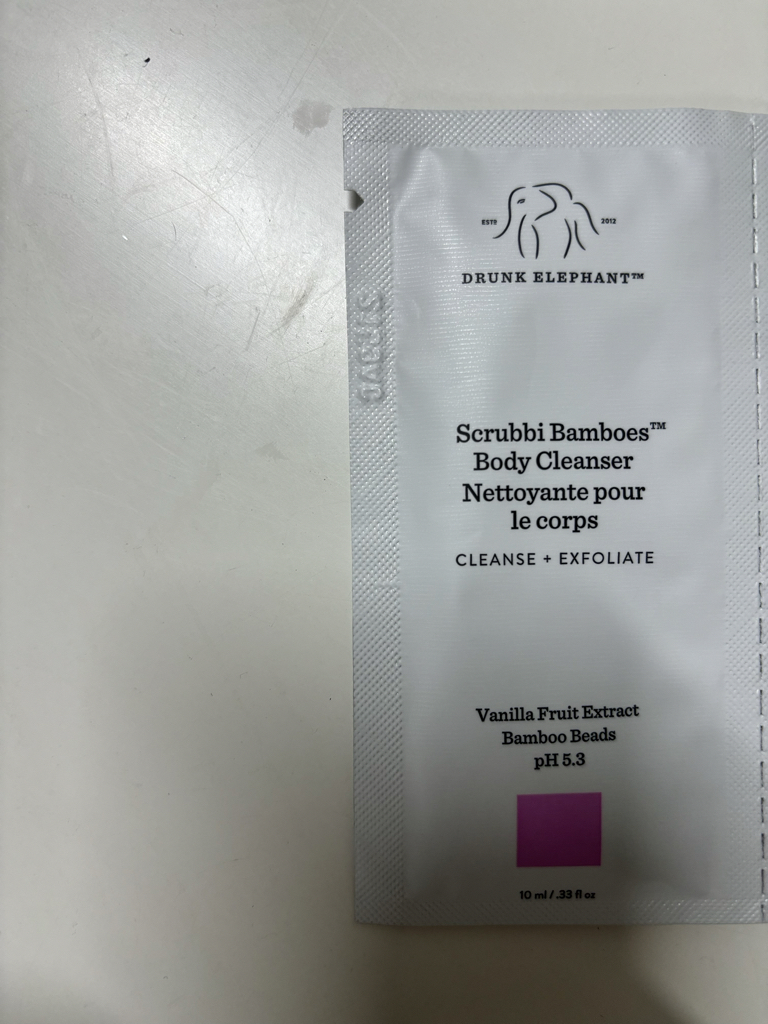 ESTD
2012
DRUNK ELEPHANT™
Scrubbi Bamboes™
Body Cleanser
Nettoyante pour
le corps
CLEANSE + EXFOLIATE
Vanilla Fruit Extract
Bamboo Beads
pH 5.3
10 ml / .33 fl oz